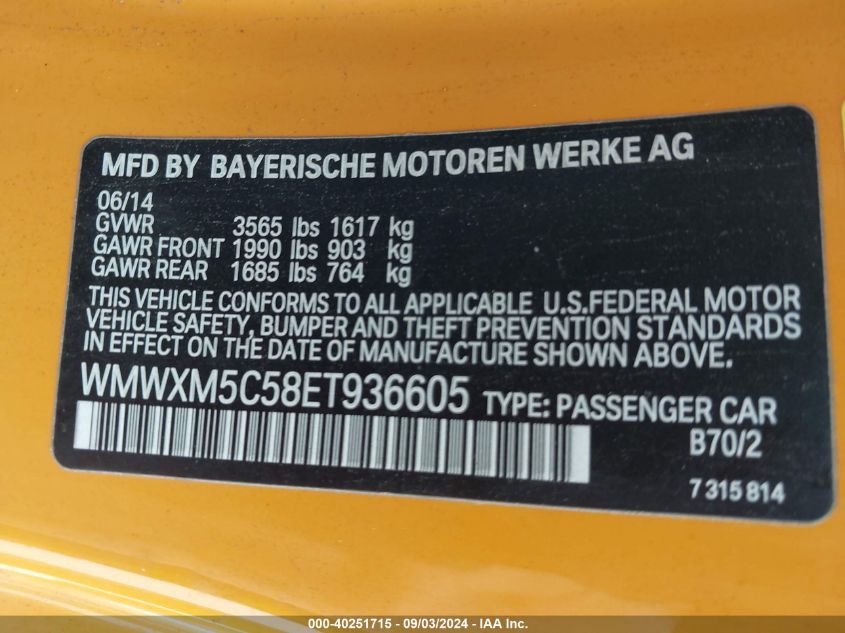 MFD BY BAYERISCHE MOTOREN WERKE AG
06/14
GVWR 3565 lbs 1617 kg
GAWR FRONT 1990 lbs 903 kg
GAWR REAR 1685 lbs 764 kg
THIS VEHICLE CONFORMS TO ALL APPLICABLE U.S.FEDERAL MOTOR
VEHICLE SAFETY, BUMPER AND THEFT PREVENTION STANDARDS
IN EFFECT ON THE DATE OF MANUFACTURE SHOWN ABOVE.
WMWXM5C58ET936605 TYPE: PASSENGER CAR
B70/2
7 315 814
000-40251715 - 09/03/2024 - IAA Inc.